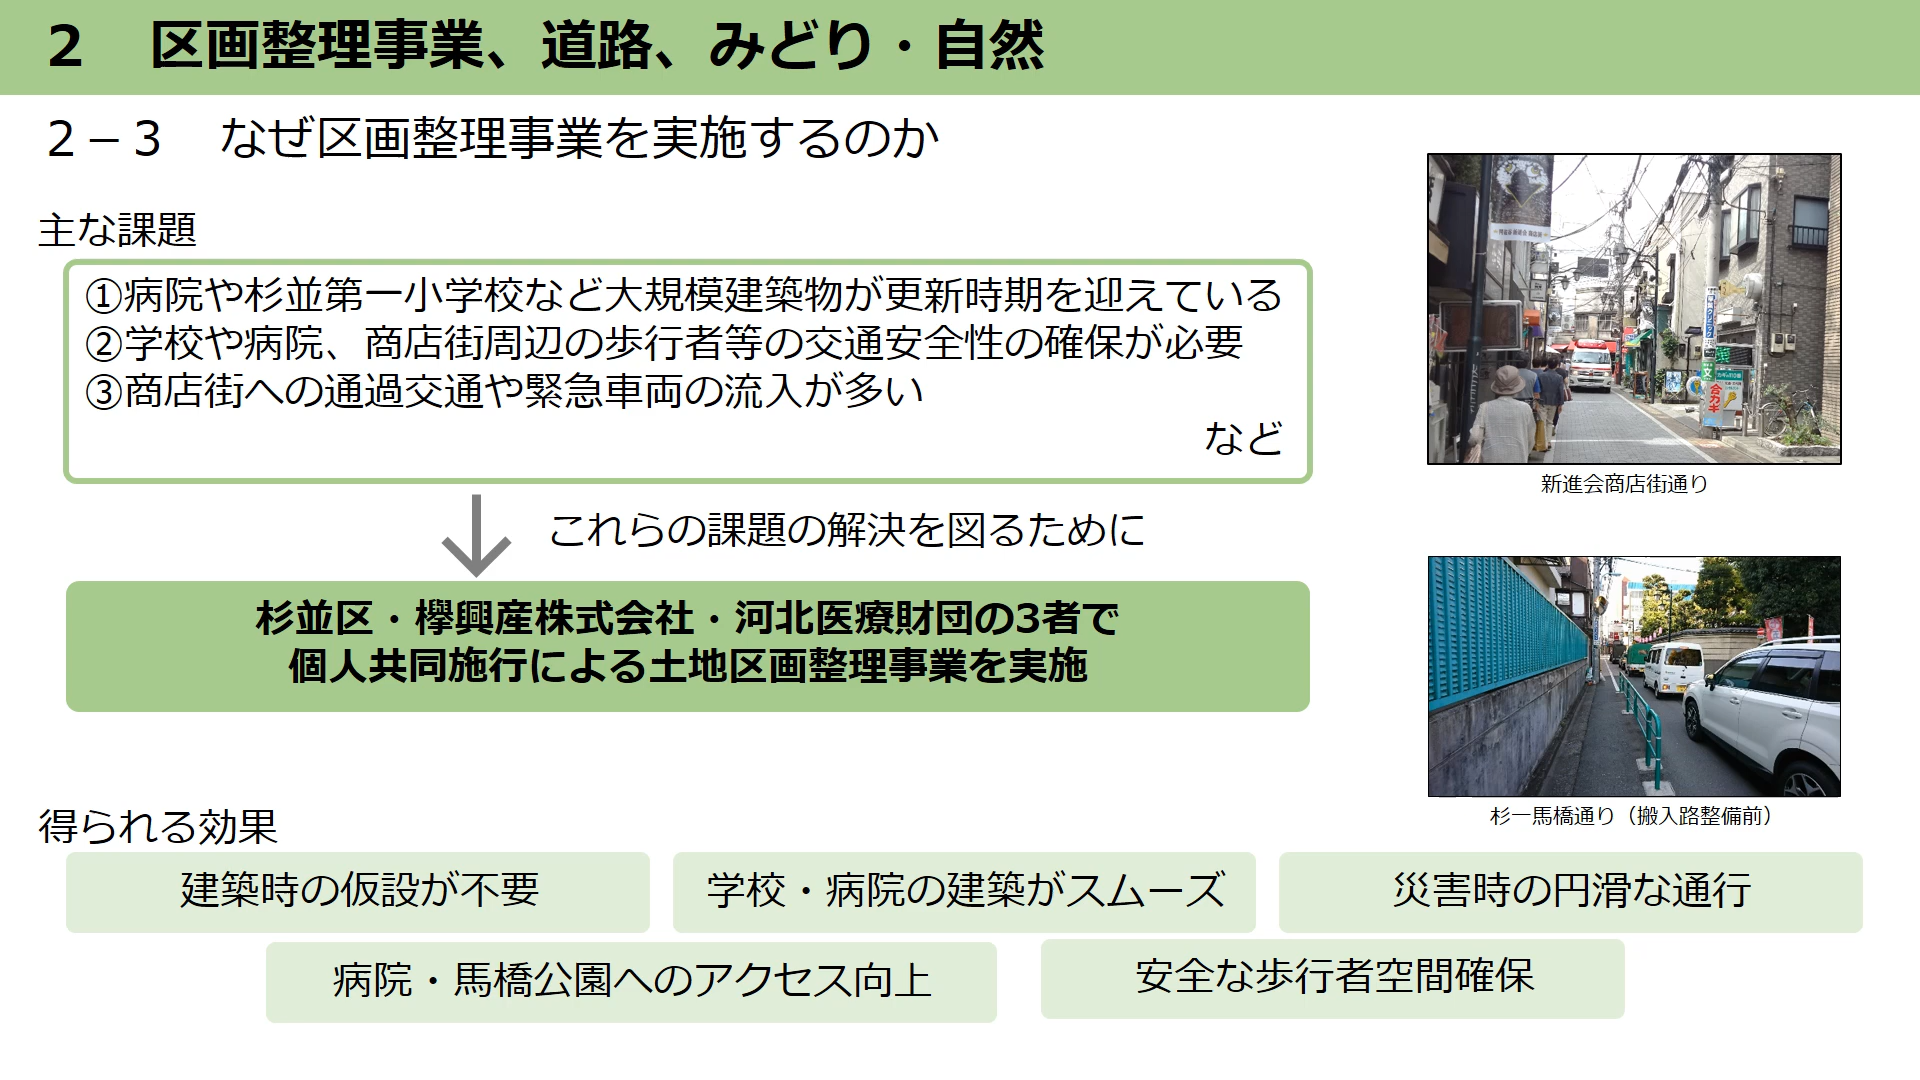 2　区画整理事業、道路、みどり・自然
2－3　なぜ区画整理事業を実施するのか
主な課題
①病院や杉並第一小学校など大規模建築物が更新時期を迎えている
②学校や病院、商店街周辺の歩行者等の交通安全性の確保が必要
③商店街への通過交通や緊急車両の流入が多い
など
新進会商店街通り
これらの課題の解決を図るために
杉並区・欅興産株式会社・河北医療財団の3者で
個人共同施行による土地区画整理事業を実施
杉一馬橋通り（搬入路整備前）
得られる効果
建築時の仮設が不要
学校・病院の建築がスムーズ
災害時の円滑な通行
病院・馬橋公園へのアクセス向上
安全な歩行者空間確保
合カギ